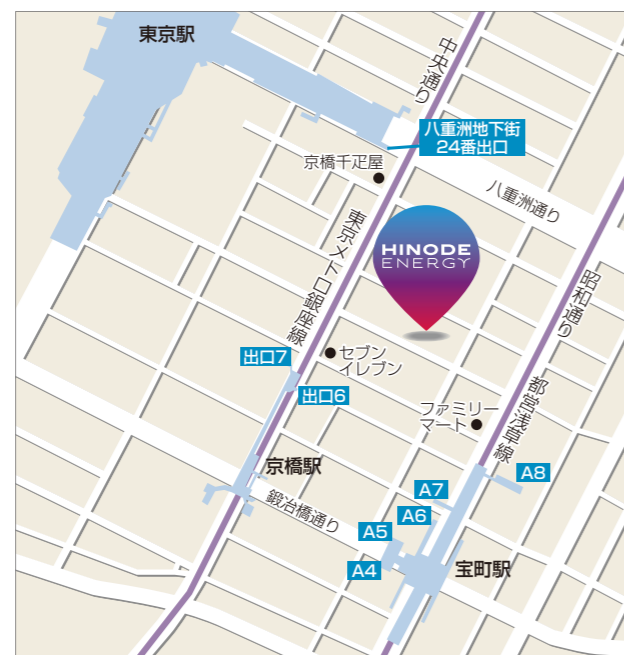 東京駅
中央通り
八重洲地下街
24番出口
京橋千疋屋
八重洲通り
東京メトロ銀座線
HINODE
ENERGY
昭和通り
出口7
セブン
イレブン
出口6
都営浅草線
ファミリー
マート
京橋駅
A8
A7
鍛冶橋通り
A6
A5
A4
宝町駅